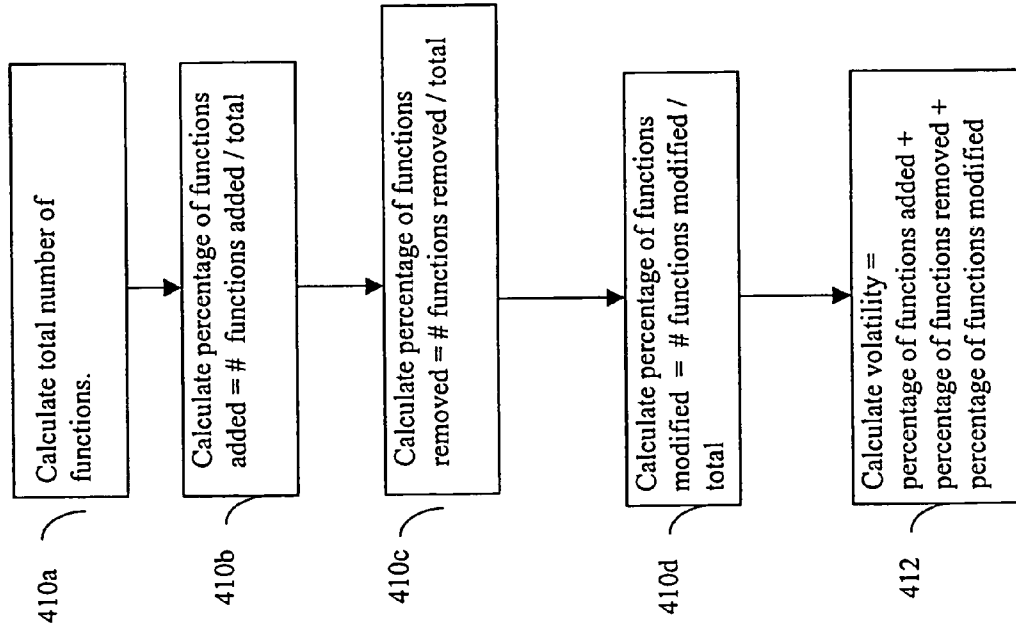 410a
Calculate total number of
functions.
410b
Calculate percentage of functions
added = # functions added / total
410c
Calculate percentage of functions
removed = # functions removed / total
410d
Calculate percentage of functions
modified = # functions modified /
total
412
Calculate volatility =
percentage of functions added +
percentage of functions removed +
percentage of functions modified